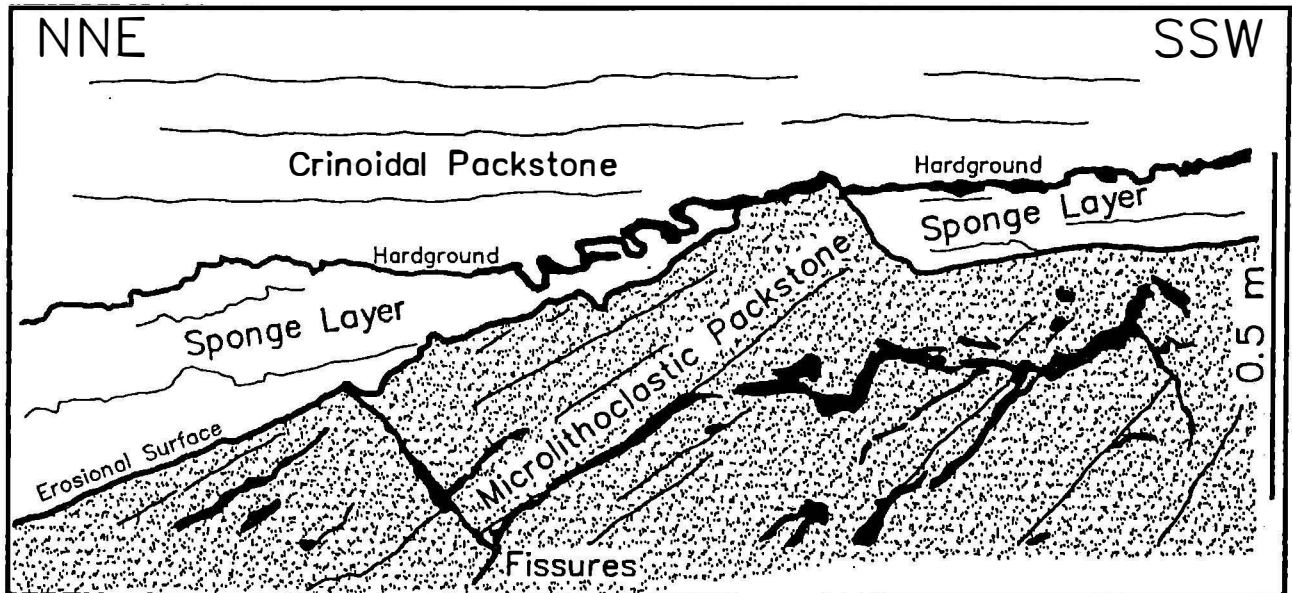 NNE
SSW
Crinoidal Packstone
Hardground
Sponge Layer
Hardground
Sponge Layer
Microlithoclastic Packstone
0.5 m
Erosional Surface
Fissures